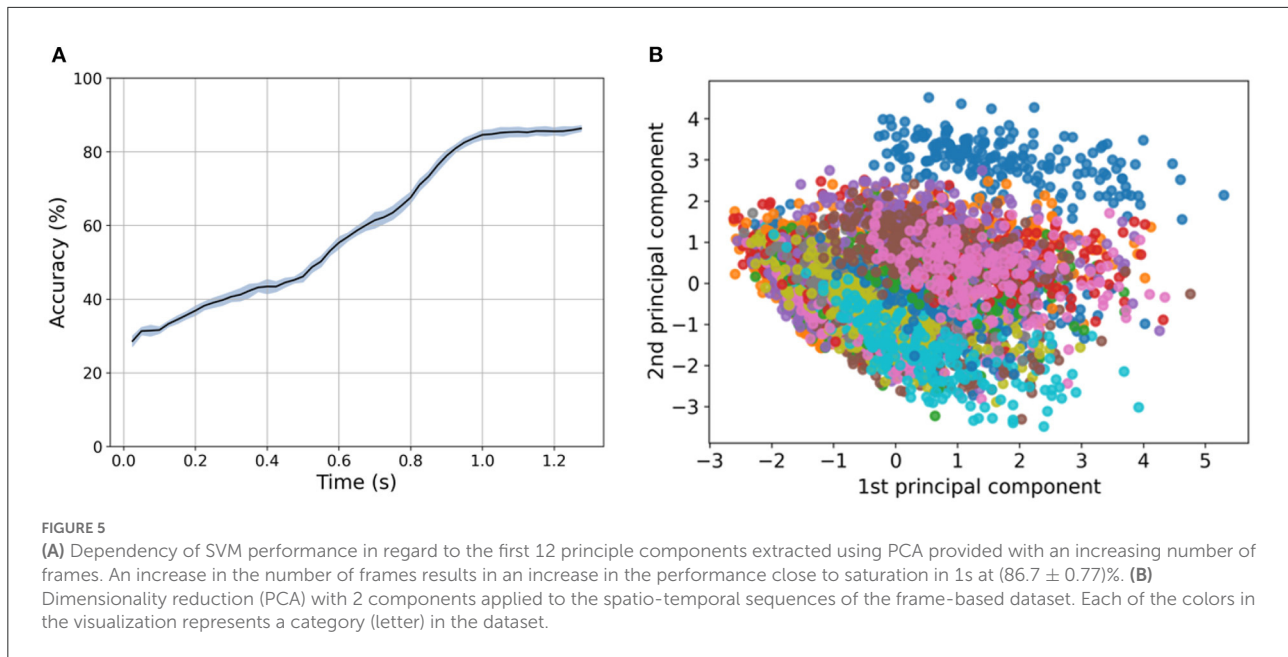 A
B
100
80
60
40
20
0
Accuracy (%)
0.0 0.2 0.4 0.6 0.8 1.0 1.2
Time (s)
4
3
2
1
0
−1
−2
−3
2nd principal component
−3 −2 −1 0 1 2 3 4 5
1st principal component
FIGURE 5
(A) Dependency of SVM performance in regard to the first 12 principle components extracted using PCA provided with an increasing number of
frames. An increase in the number of frames results in an increase in the performance close to saturation in 1s at (86.7 ± 0.77)%. (B)
Dimensionality reduction (PCA) with 2 components applied to the spatio-temporal sequences of the frame-based dataset. Each of the colors in
the visualization represents a category (letter) in the dataset.